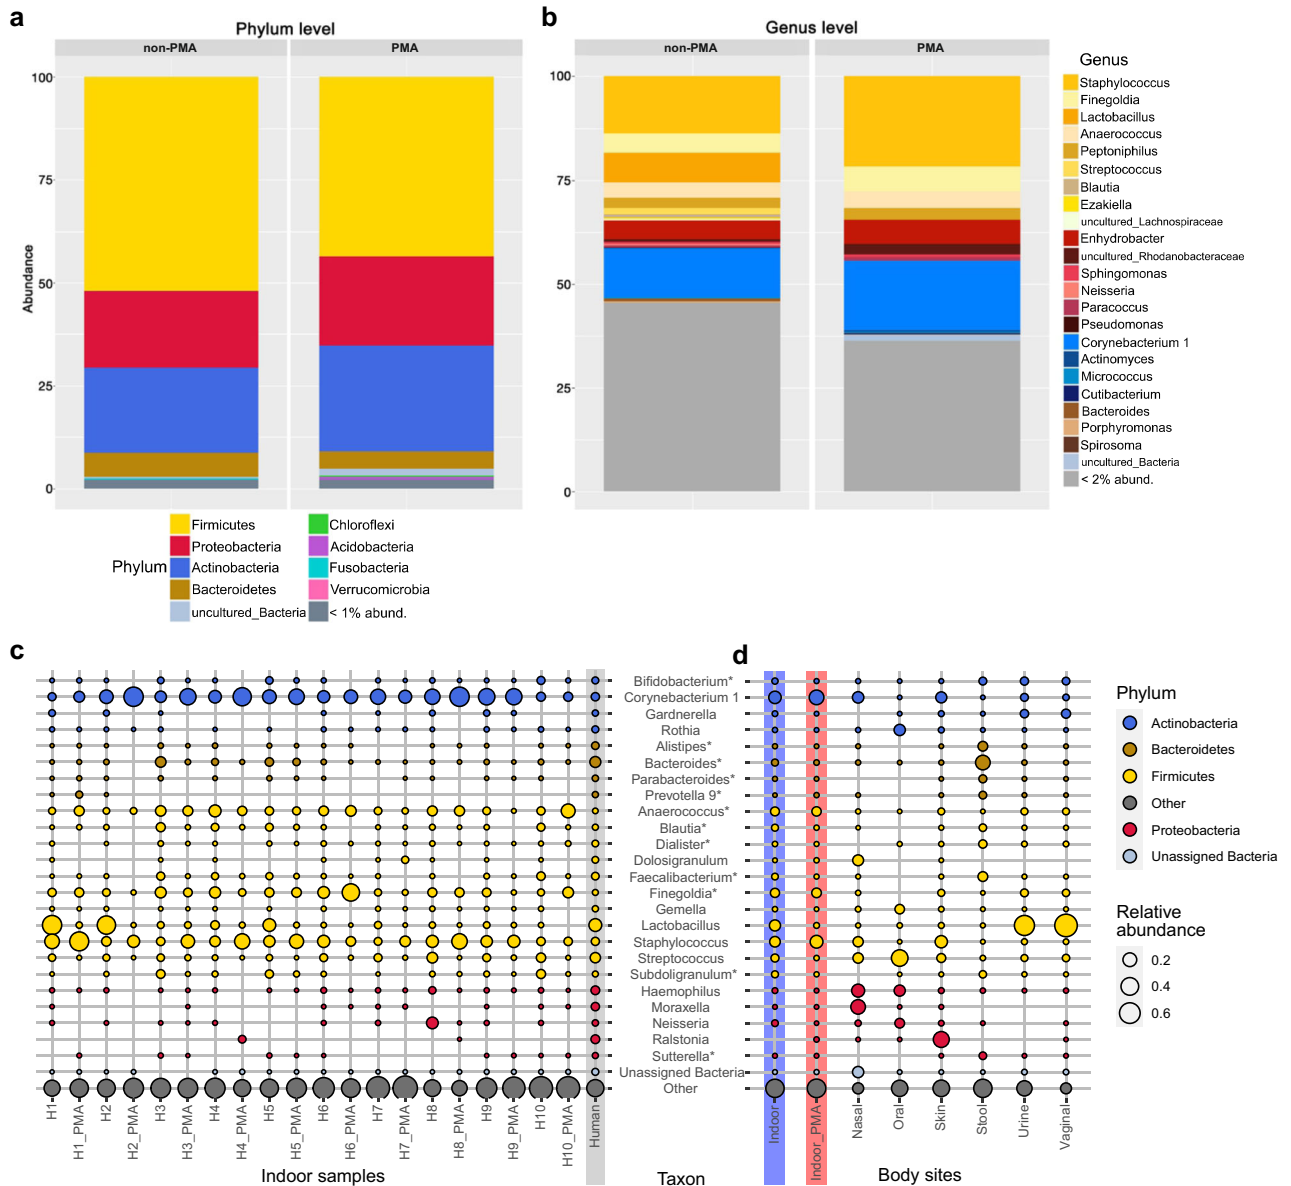 a
Phylum level
non-PMA
PMA
100
75
50
25
0
Abundance
Phylum
Firmicutes
Proteobacteria
Actinobacteria
Bacteroidetes
uncultured_Bacteria
Chloroflexi
Acidobacteria
Fusobacteria
Verrucomicrobia
< 1% abund.
b
Genus level
non-PMA
PMA
100
75
50
25
0
Genus
Staphylococcus
Finegoldia
Lactobacillus
Anaerococcus
Peptoniphilus
Streptococcus
Blautia
Ezakiella
uncultured_Lachnospiraceae
Enhydrobacter
uncultured_Rhodanobacteraceae
Sphingomonas
Neisseria
Paracoccus
Pseudomonas
Corynebacterium 1
Actinomyces
Micrococcus
Cutibacterium
Bacteroides
Porphyromonas
Spirosoma
uncultured_Bacteria
< 2% abund.
c
H1
H1_PMA
H2
H2_PMA
H3
H3_PMA
H4
H4_PMA
H5
H5_PMA
H6
H6_PMA
H7
H7_PMA
H8
H8_PMA
H9
H9_PMA
H10
H10_PMA
Human
Indoor samples
Bifidobacterium*
Corynebacterium 1
Gardnerella
Rothia
Alistipes*
Bacteroides*
Parabacteroides*
Prevotella 9*
Anaerococcus*
Blautia*
Dialister*
Dolosigranulum
Faecalibacterium*
Finegoldia*
Gemella
Lactobacillus
Staphylococcus
Streptococcus
Subdoligranulum*
Haemophilus
Moraxella
Neisseria
Ralstonia
Sutterella*
Unassigned Bacteria
Other
Taxon
d
Indoor
Indoor_PMA
Nasal
Oral
Skin
Stool
Urine
Vaginal
Body sites
Phylum
Actinobacteria
Bacteroidetes
Firmicutes
Other
Proteobacteria
Unassigned Bacteria
Relative
abundance
0.2
0.4
0.6